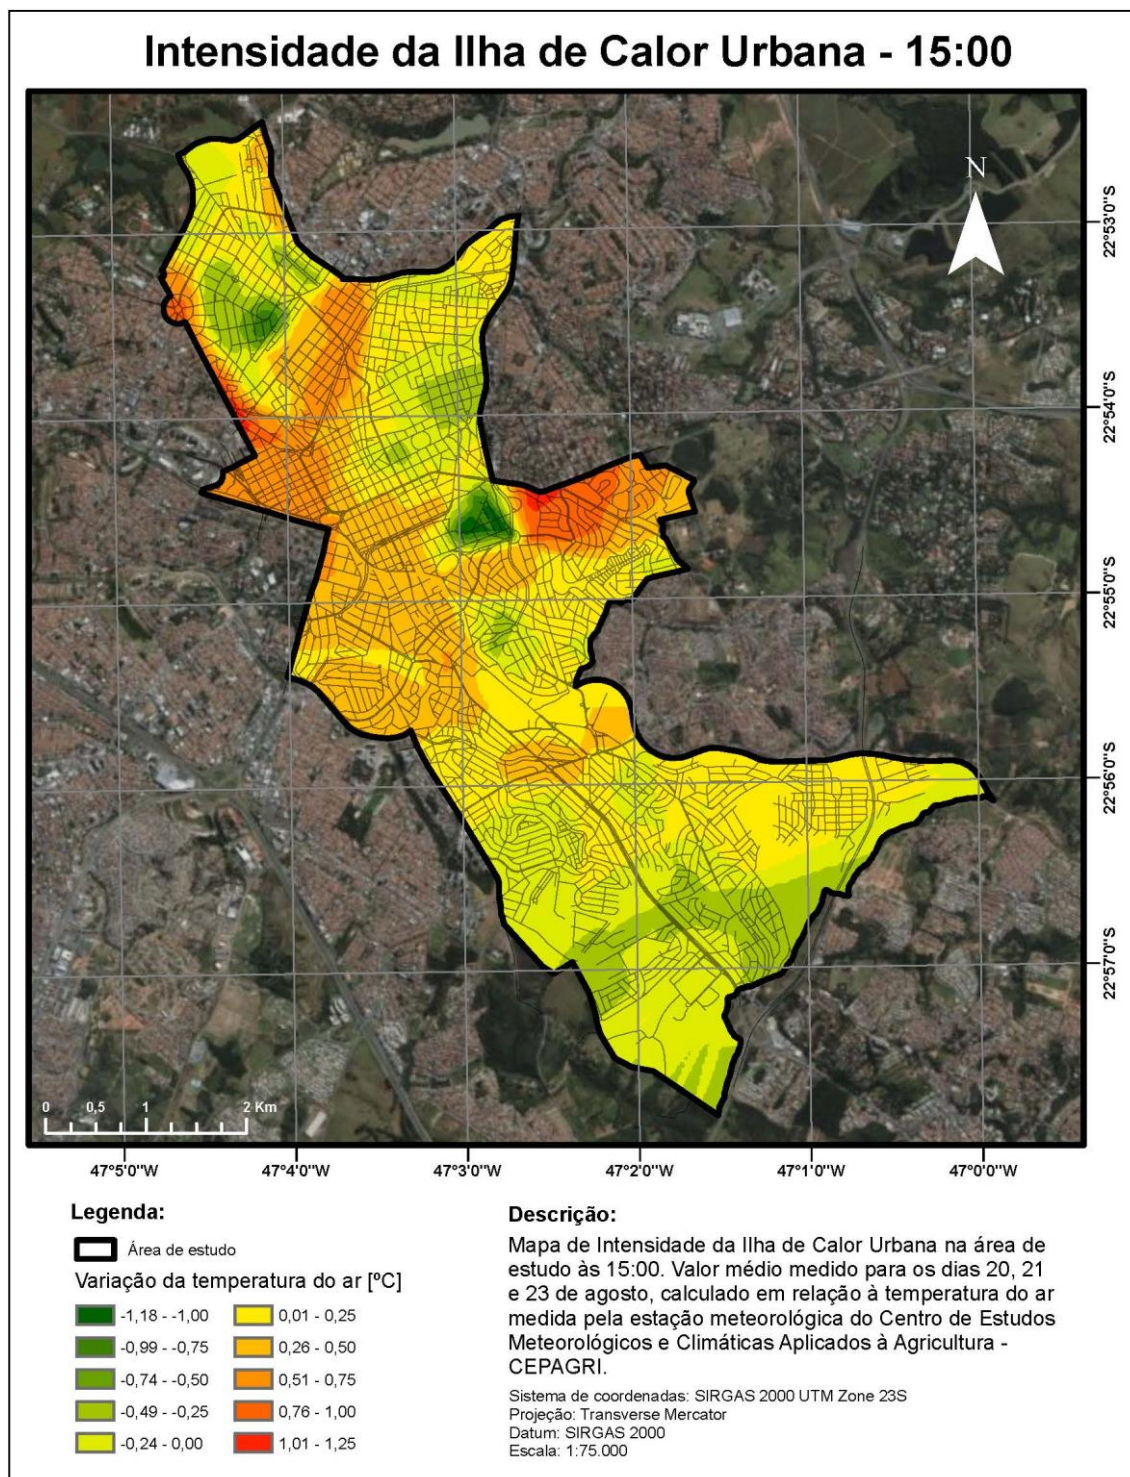 Intensidade da Ilha de Calor Urbana - 15:00
N
22°53'0"S
22°54'0"S
22°55'0"S
22°56'0"S
22°57'0"S
0 0,5 1 2 Km
47°5'0"W 47°4'0"W 47°3'0"W 47°2'0"W 47°1'0"W 47°0'0"W
Legenda:
Área de estudo
Variação da temperatura do ar [ºC]
-1,18 - -1,00
-0,99 - -0,75
-0,74 - -0,50
-0,49 - -0,25
-0,24 - 0,00
0,01 - 0,25
0,26 - 0,50
0,51 - 0,75
0,76 - 1,00
1,01 - 1,25
Descrição:
Mapa de Intensidade da Ilha de Calor Urbana na área de
estudo às 15:00. Valor médio medido para os dias 20, 21
e 23 de agosto, calculado em relação à temperatura do ar
medida pela estação meteorológica do Centro de Estudos
Meteorológicos e Climáticas Aplicados à Agricultura -
CEPAGRI.
Sistema de coordenadas: SIRGAS 2000 UTM Zone 23S
Projeção: Transverse Mercator
Datum: SIRGAS 2000
Escala: 1:75.000